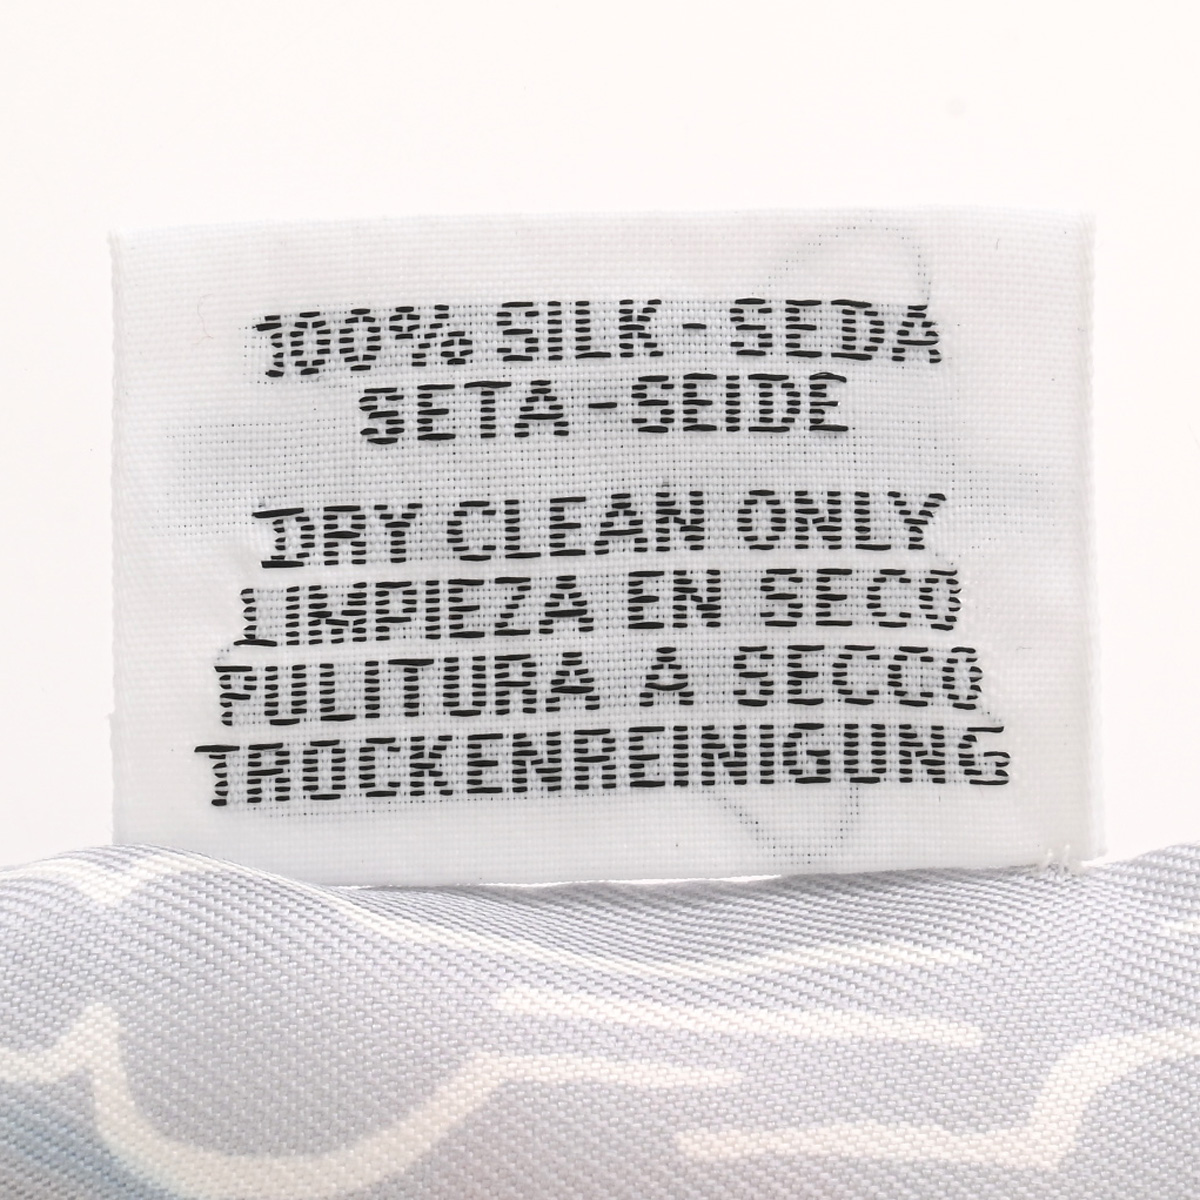 100% SILK - SEDA
SETA - SEIDE
DRY CLEAN ONLY
LIMPIEZA EN SECO
PULITURA A SECCO
TROCKENREINIGUNG